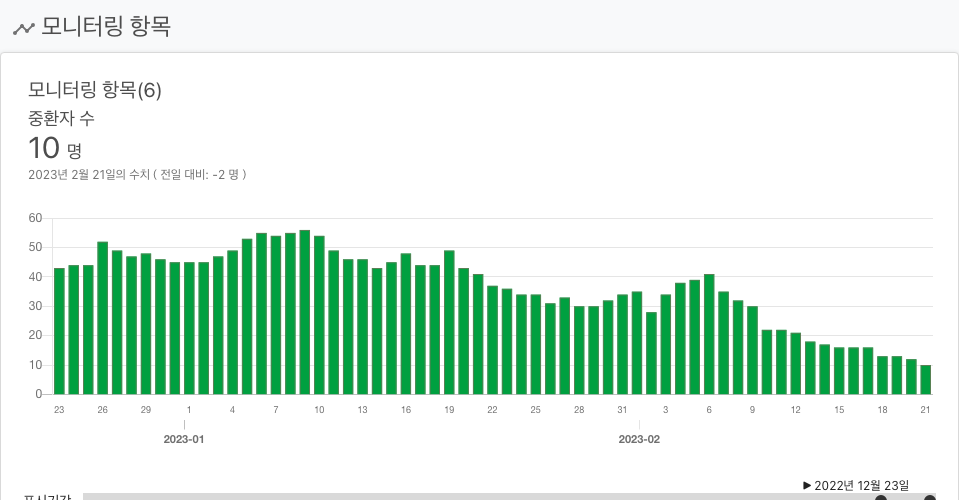 모니터링 항목
모니터링 항목(6)
중환자 수
10 명
2023년 2월 21일의 수치 ( 전일 대비: -2 명 )
60
50
40
30
20
10
0
23 26 29 1 4 7 10 13 16 19 22 25 28 31 3 6 9 12 15 18 21
2023-01 2023-02
▶ 2022년 12월 23일
표시기간